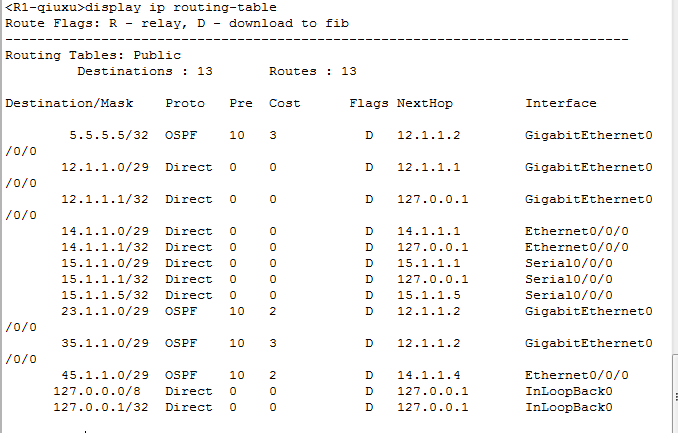 <R1-qiuxu>display ip routing-table
Route Flags: R - relay, D - download to fib
------------------------------------------------------------------------------
Routing Tables: Public
         Destinations : 13       Routes : 13

Destination/Mask    Proto   Pre  Cost      Flags NextHop         Interface

        5.5.5.5/32  OSPF    10   3           D   12.1.1.2        GigabitEthernet0
/0/0
       12.1.1.0/29  Direct  0    0           D   12.1.1.1        GigabitEthernet0
/0/0
       12.1.1.1/32  Direct  0    0           D   127.0.0.1       GigabitEthernet0
/0/0
       14.1.1.0/29  Direct  0    0           D   14.1.1.1        Ethernet0/0/0
       14.1.1.1/32  Direct  0    0           D   127.0.0.1       Ethernet0/0/0
       15.1.1.0/29  Direct  0    0           D   15.1.1.1        Serial0/0/0
       15.1.1.1/32  Direct  0    0           D   127.0.0.1       Serial0/0/0
       15.1.1.5/32  Direct  0    0           D   15.1.1.5        Serial0/0/0
       23.1.1.0/29  OSPF    10   2           D   12.1.1.2        GigabitEthernet0
/0/0
       35.1.1.0/29  OSPF    10   3           D   12.1.1.2        GigabitEthernet0
/0/0
       45.1.1.0/29  OSPF    10   2           D   14.1.1.4        Ethernet0/0/0
      127.0.0.0/8   Direct  0    0           D   127.0.0.1       InLoopBack0
      127.0.0.1/32  Direct  0    0           D   127.0.0.1       InLoopBack0